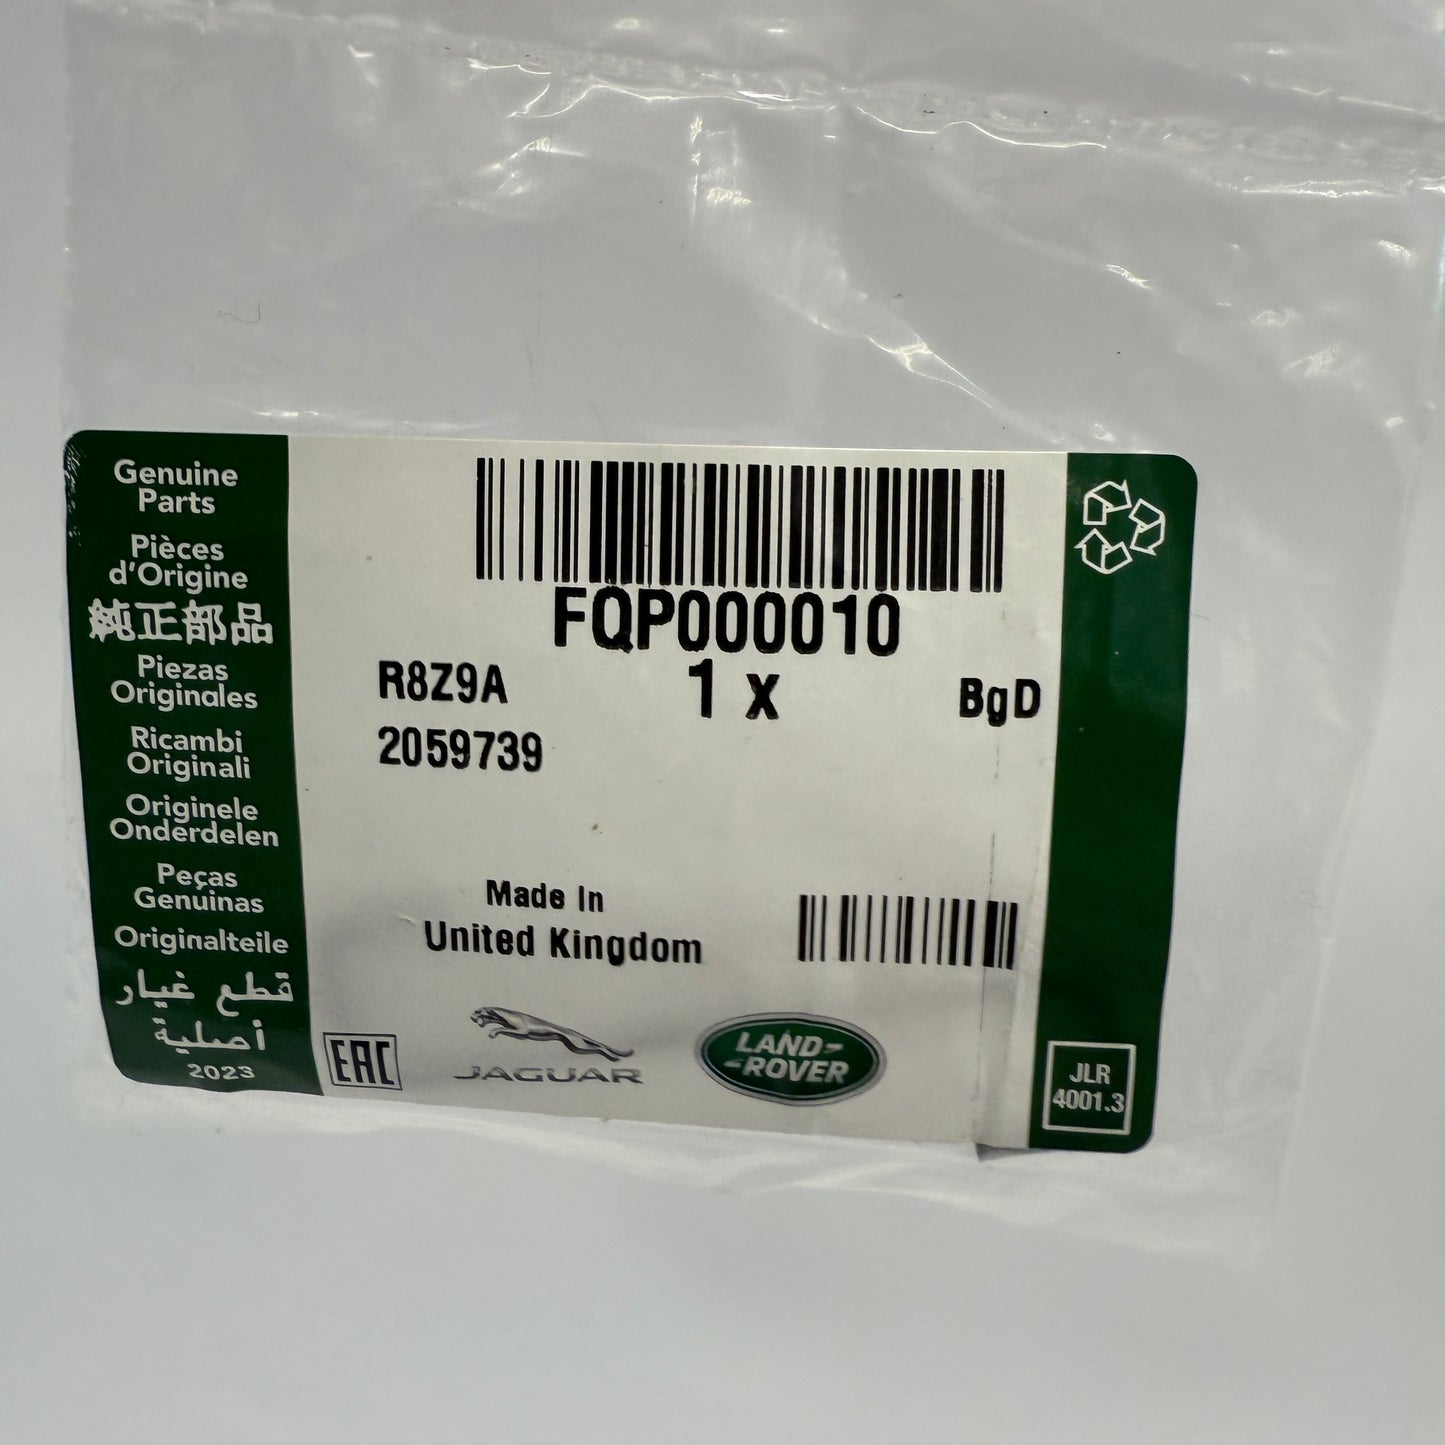 Genuine
Parts
Pièces
d'Origine
純正部品
Piezas
Originales
Ricambi
Originali
Originele
Onderdelen
Peças
Genuinas
Originalteile
قطع غيار
أصلية
2023
FQP000010
R8Z9A
1 x
BgD
2059739
Made In
United Kingdom
EAC
JAGUAR
LAND-
-ROVER
JLR
4001.3